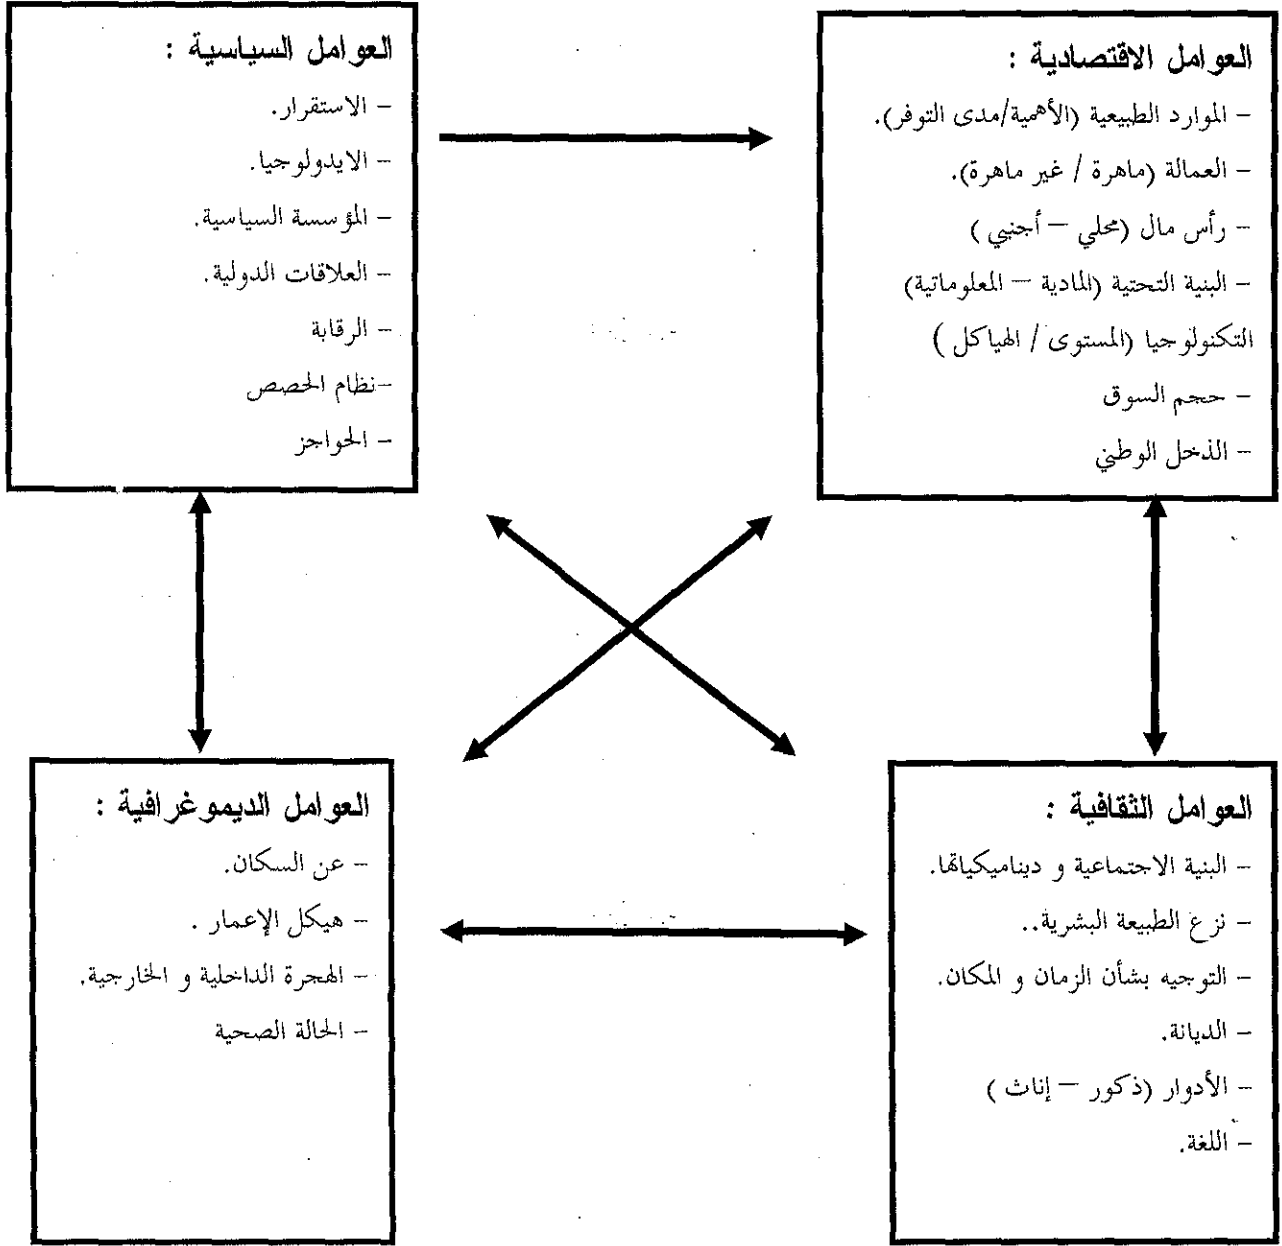 العوامل الاقتصادية :
– الموارد الطبيعية (الأهمية/مدى التوفر).
– العمالة (ماهرة / غير ماهرة).
– رأس مال (محلي – أجنبي )
– البنية التحتية (المادية – المعلوماتية)
التكنولوجيا (المستوى / الهياكل )
– حجم السوق
– الدخل الوطني
العوامل السياسية :
– الاستقرار.
– الايدولوجيا.
– المؤسسة السياسية.
– العلاقات الدولية.
– الرقابة
–نظام الحصص
– الحواجز
العوامل الثقافية :
– البنية الاجتماعية و ديناميكياتها.
– نزع الطبيعة البشرية..
– التوجيه بشأن الزمان و المكان.
– الديانة.
– الأدوار (ذكور – إناث )
– اللغة.
العوامل الديموغرافية :
– عن السكان.
– هيكل الإعمار .
– الهجرة الداخلية و الخارجية.
– الحالة الصحية